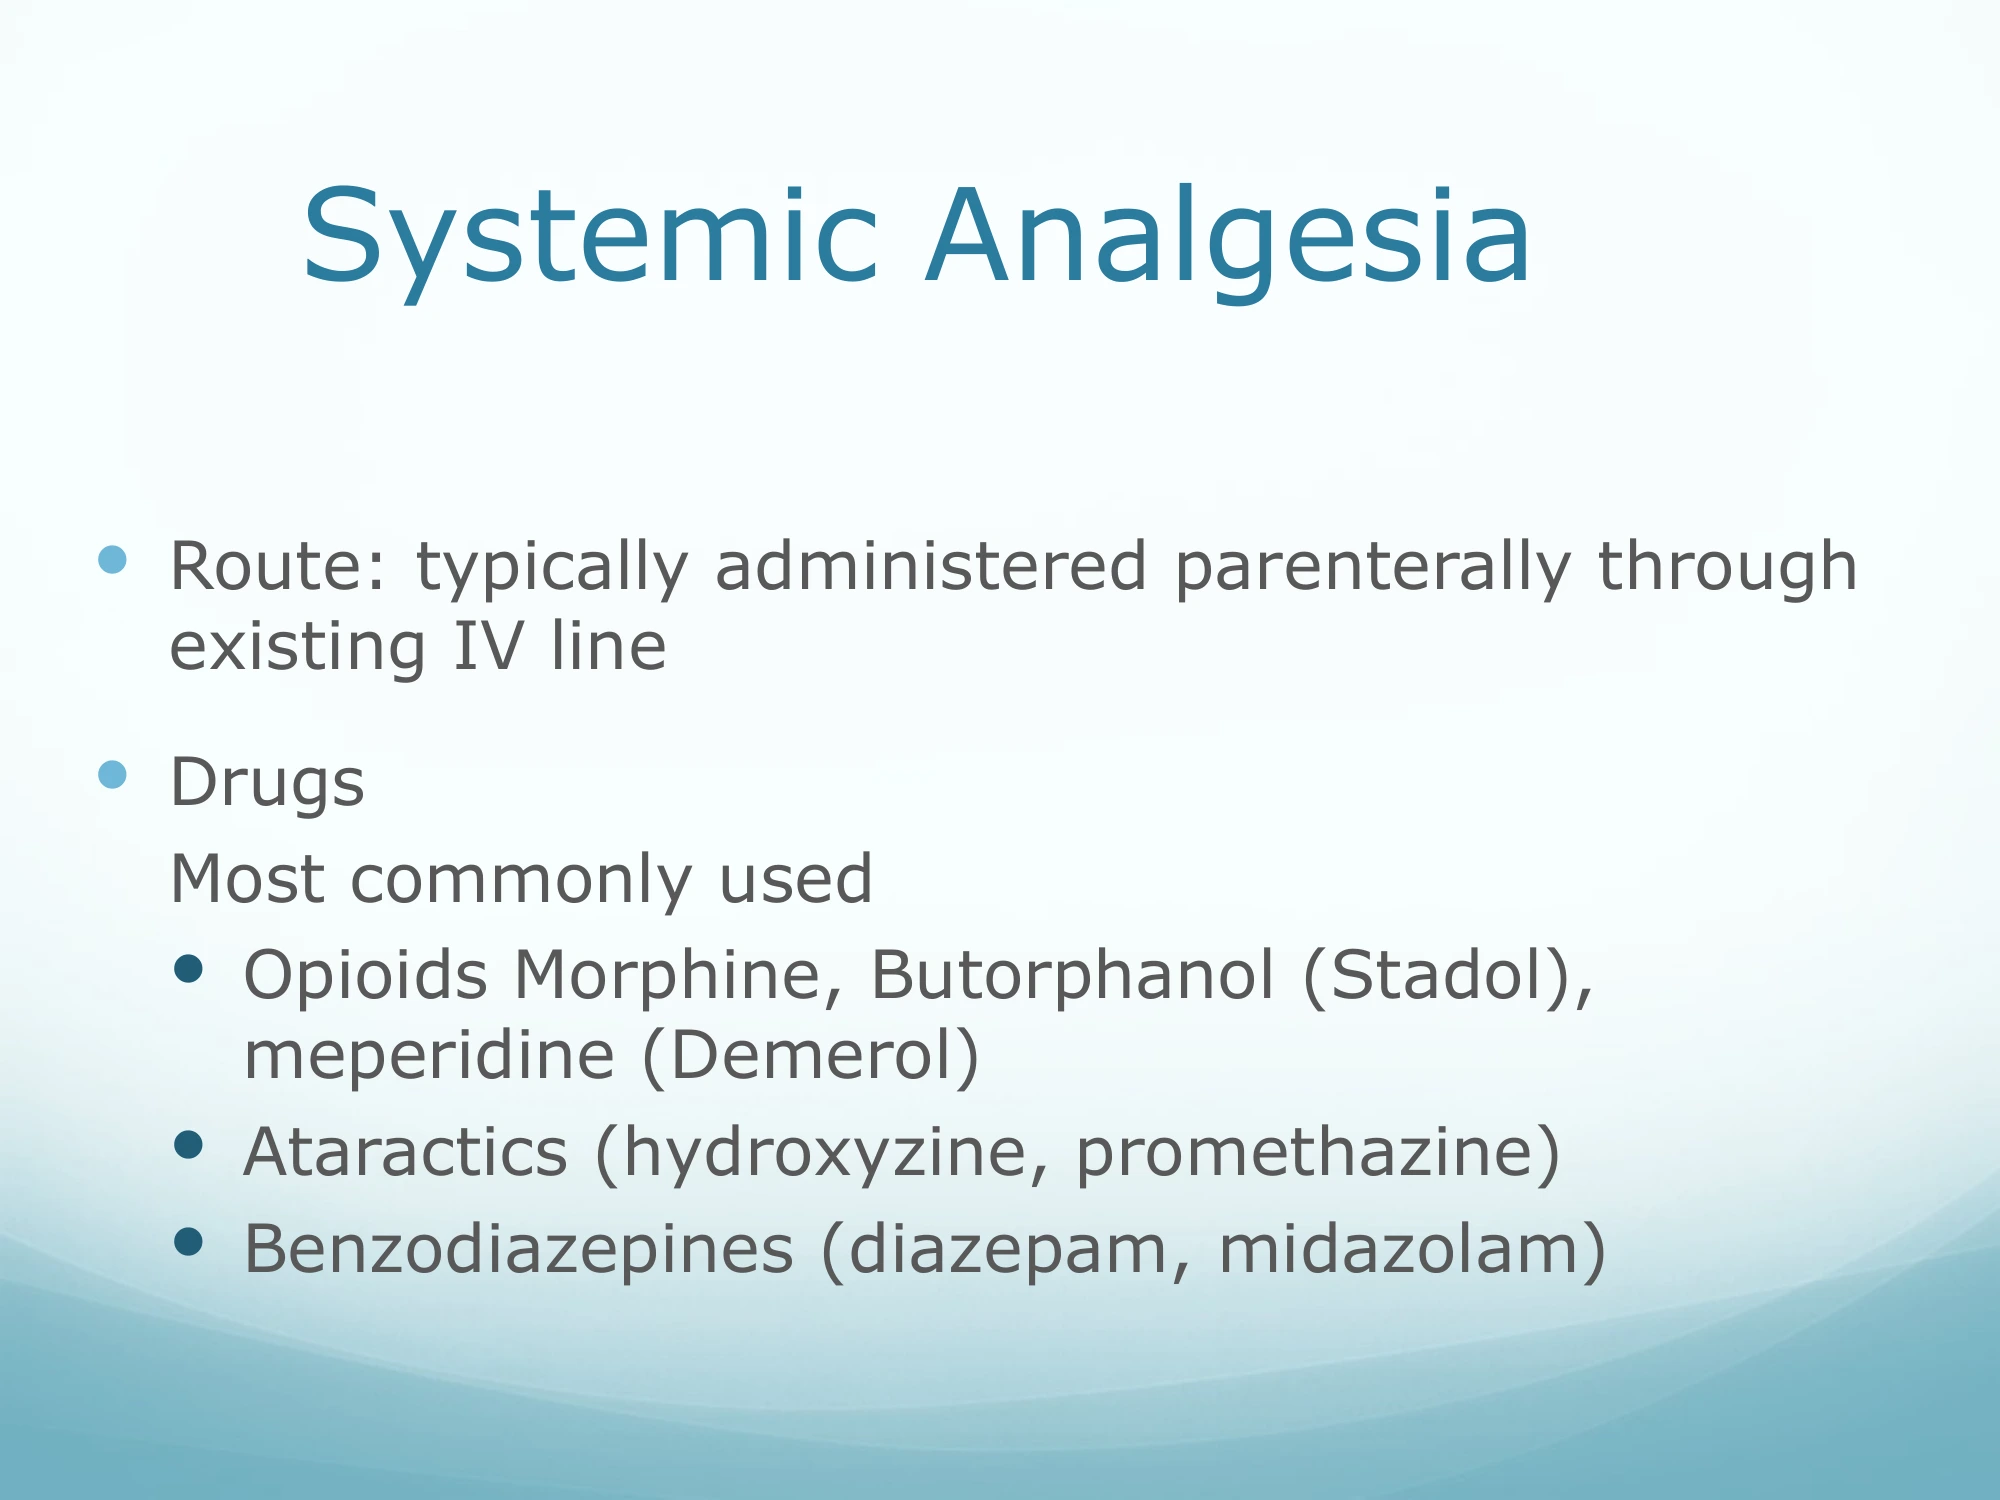 Systemic Analgesia
• Route: typically administered parenterally through
existing IV line
• Drugs
Most commonly used
• Opioids Morphine, Butorphanol (Stadol),
meperidine (Demerol)
• Ataractics (hydroxyzine, promethazine)
• Benzodiazepines (diazepam, midazolam)